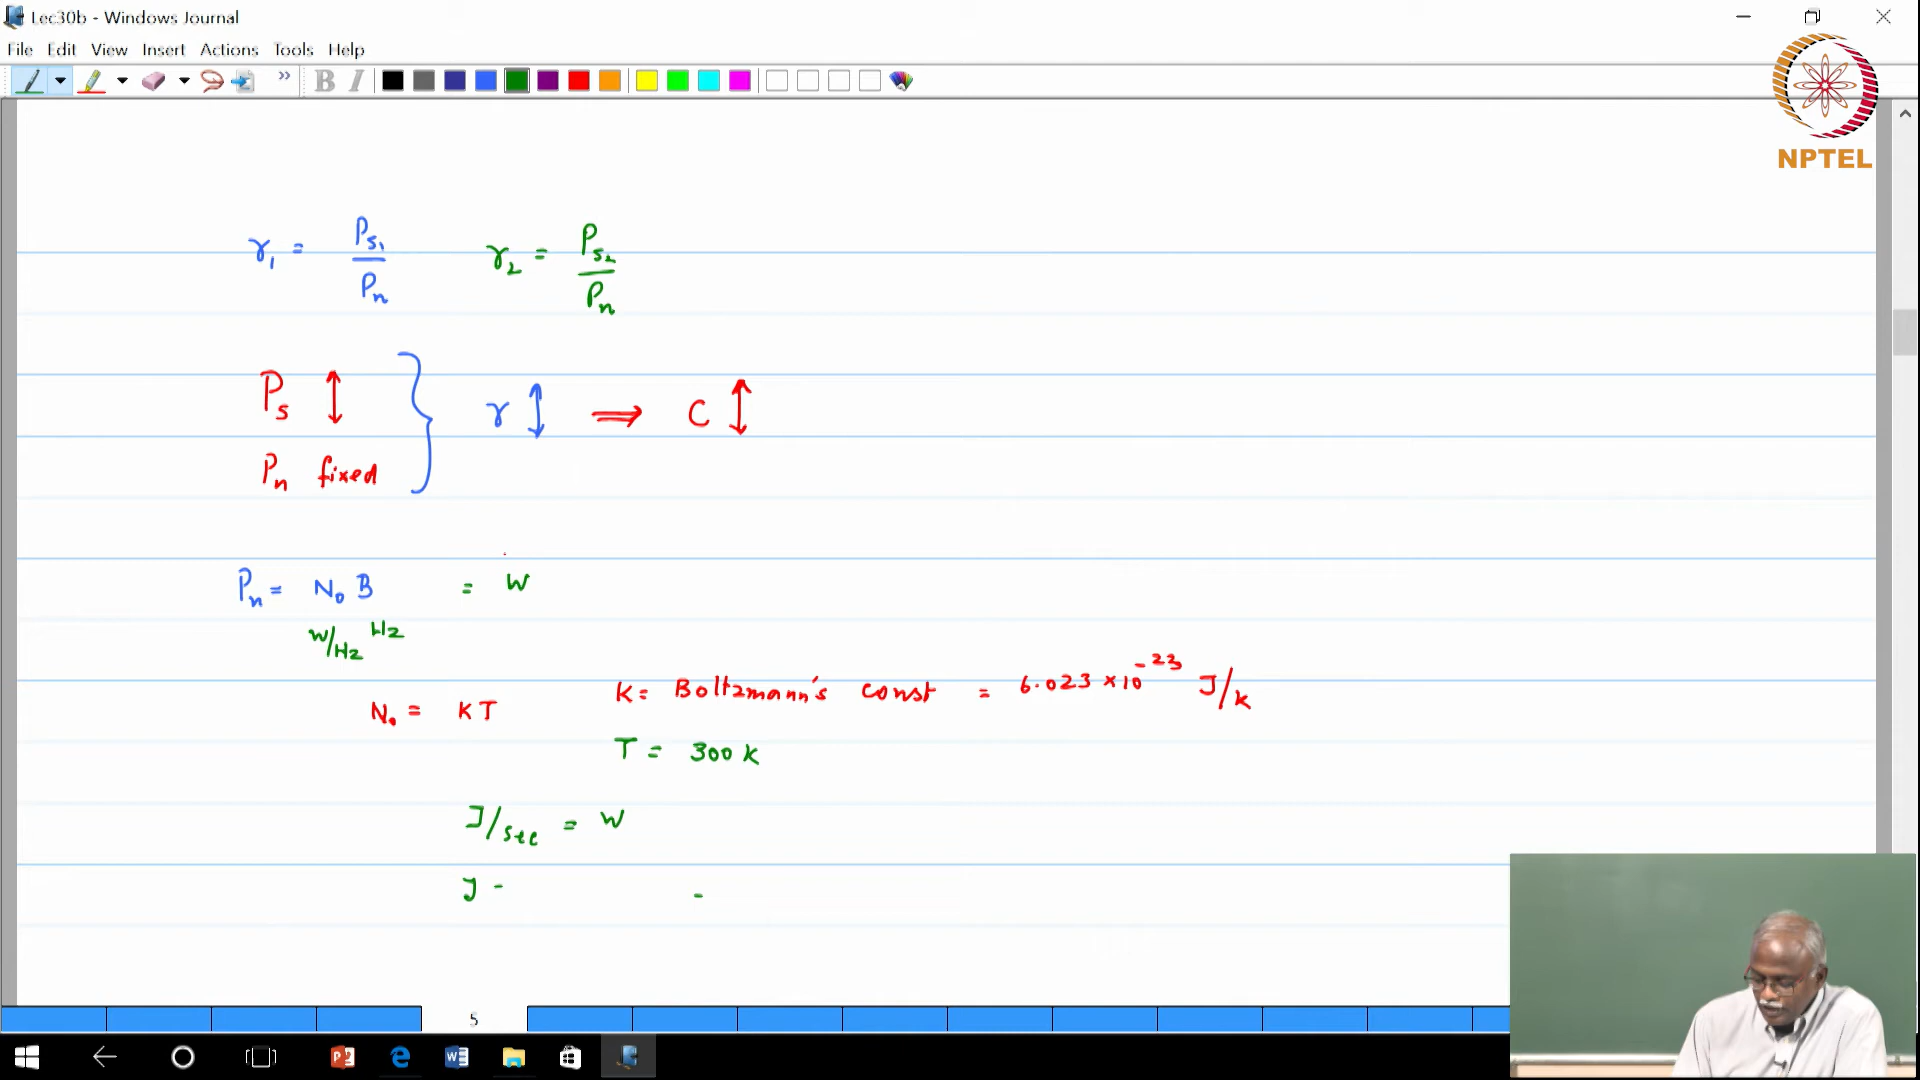 Lec30b - Windows Journal
File Edit View Insert Actions Tools Help
B I
NPTEL
γ₁ = Pₛ₁/Pₙ γ₂ = Pₛ₂/Pₙ
Pₛ ↕ } γ ↕ ⟹ C ↕
Pₙ fixed
Pₙ = N₀ B = W
W/Hz Hz
N₀ = KT K = Boltzmann's const = 6.023 × 10⁻²³ J/K
T = 300 K
J/sec = W
J - -
5